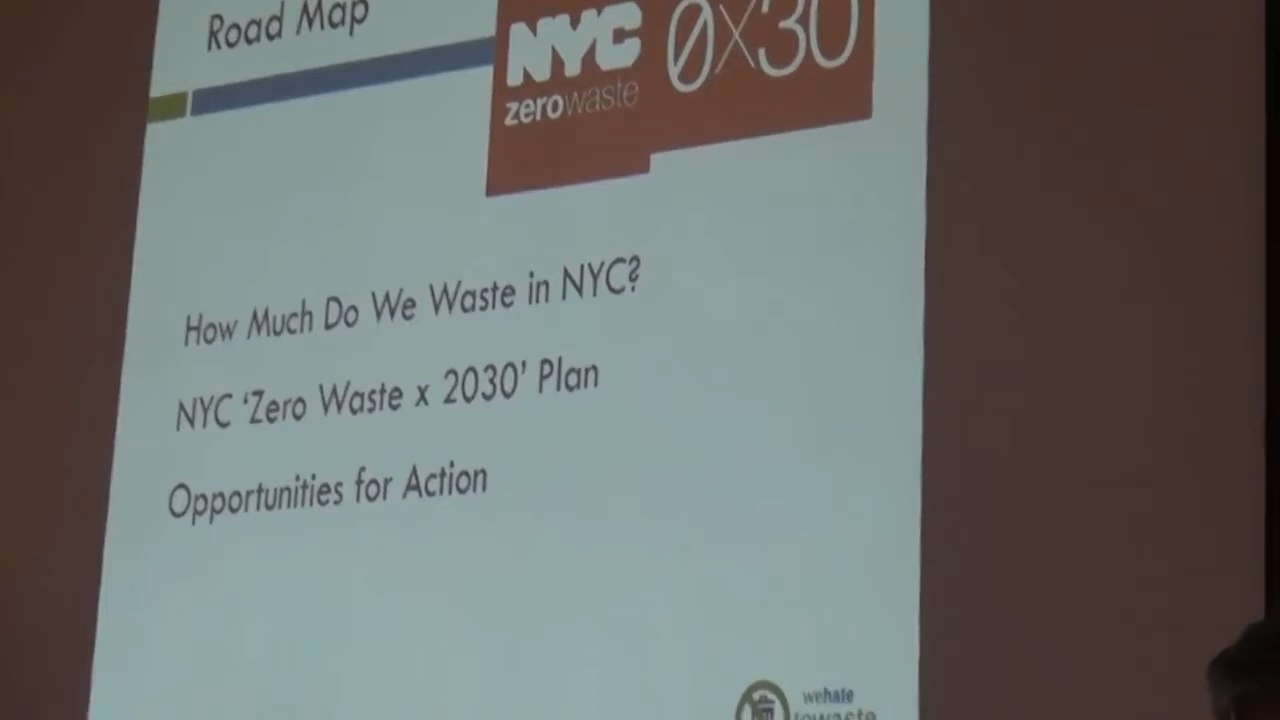 Road Map
NYC
zerowaste
0X30
How Much Do We Waste in NYC?
NYC 'Zero Waste x 2030' Plan
Opportunities for Action
wehate